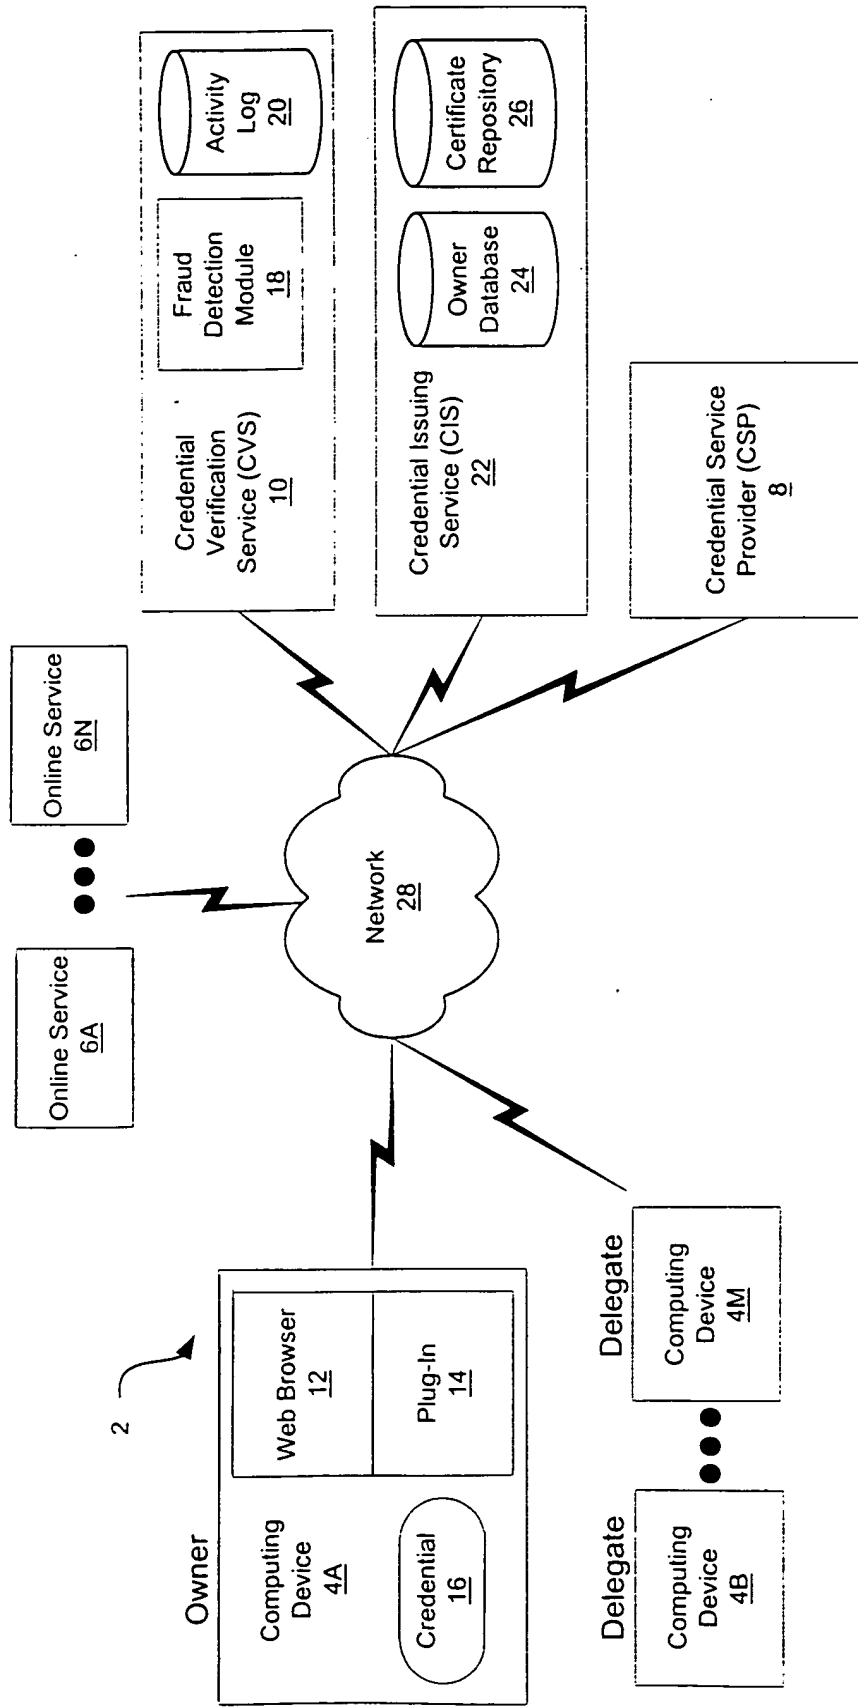 Online Service
6A
Online Service
6N
2
Owner
Computing
Device
4A
Web Browser
12
Plug-In
14
Credential
16
Delegate
Computing
Device
4B
Delegate
Computing
Device
4M
Network
28
Credential
Verification
Service (CVS)
10
Fraud
Detection
Module
18
Activity
Log
20
Credential Issuing
Service (CIS)
22
Owner
Database
24
Certificate
Repository
26
Credential Service
Provider (CSP)
8